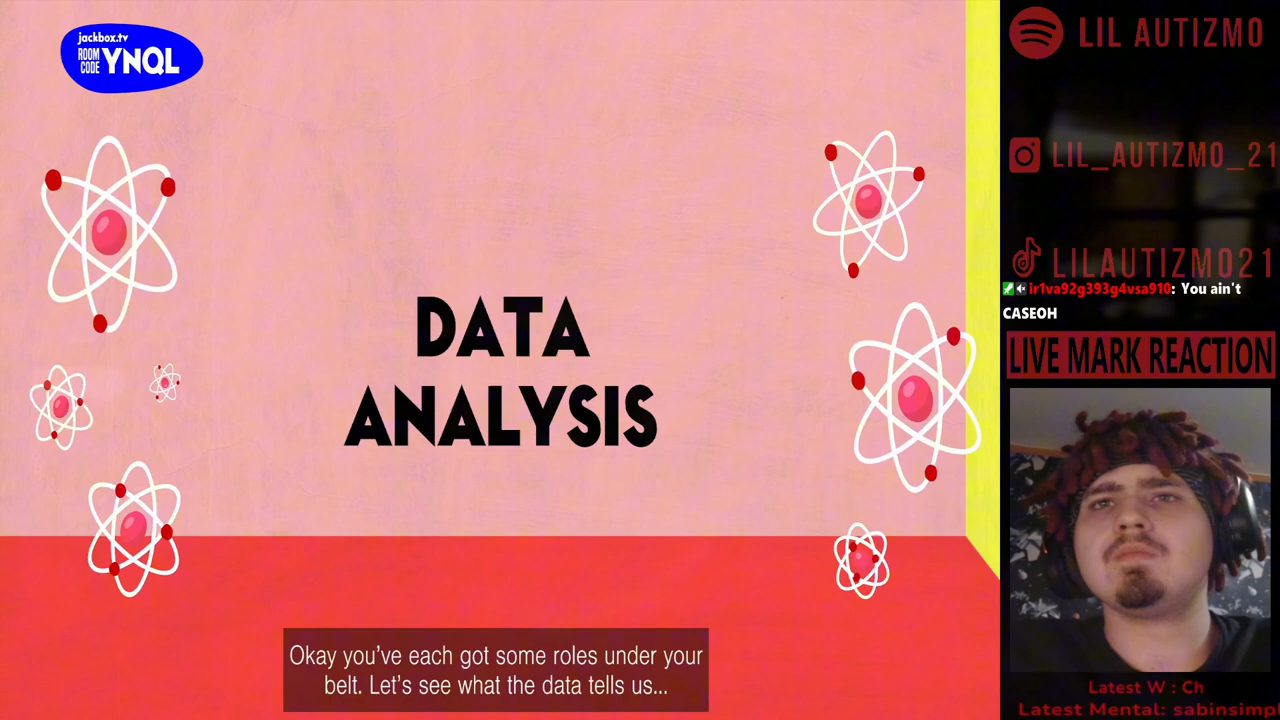 jackbox.tv
ROOM CODE YNQL
DATA
ANALYSIS
Okay you've each got some roles under your
belt. Let's see what the data tells us...
LIL AUTIZMO
LIL_AUTIZMO_21
LILAUTIZMO21
ir1va92g393g4vsa910: You ain't
CASEOH
LIVE MARK REACTION
Latest W : Ch
Latest Mental: sabinsimp